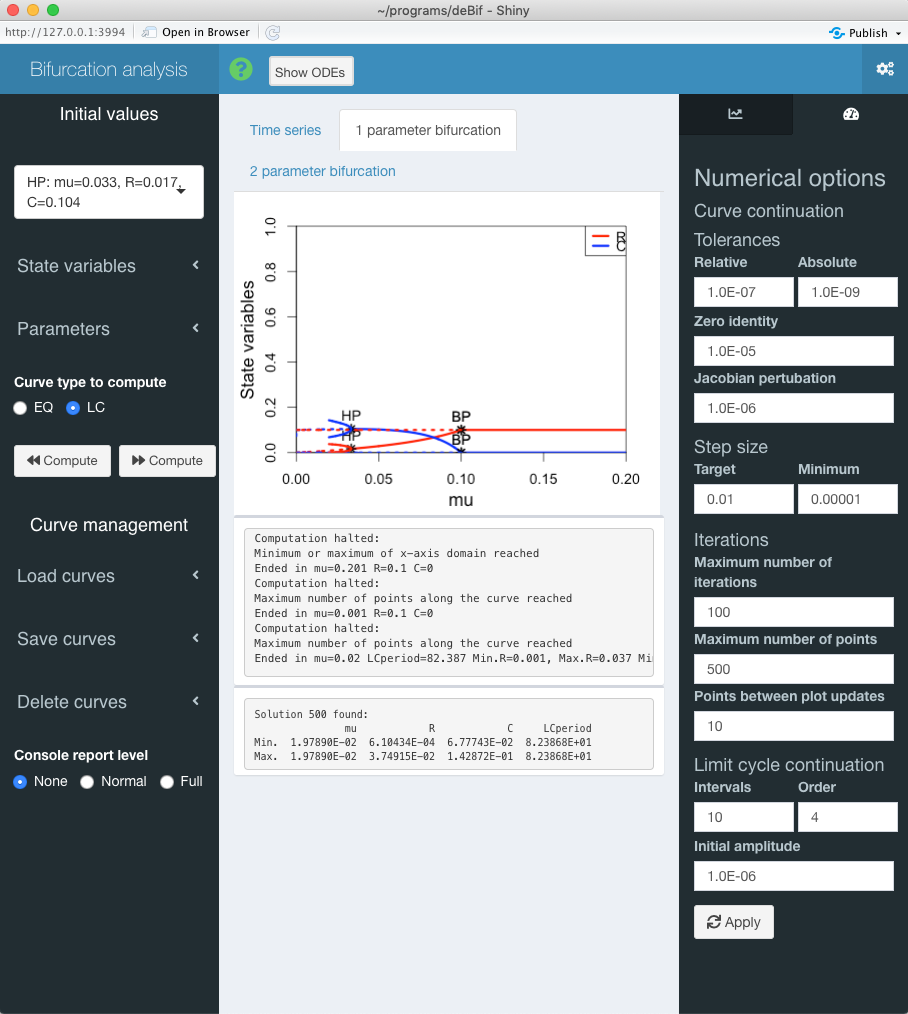 ~/programs/deBif - Shiny
http://127.0.0.1:3994 Open in Browser Publish
Bifurcation analysis ? Show ODEs
Initial values
HP: mu=0.033, R=0.017,
C=0.104
State variables
Parameters
Curve type to compute
EQ LC
Compute Compute
Curve management
Load curves
Save curves
Delete curves
Console report level
None Normal Full
Time series 1 parameter bifurcation
2 parameter bifurcation
State variables
1.0
0.8
0.6
0.4
0.2
0.0
R
C
HP
HP
BP
BP
0.00 0.05 0.10 0.15 0.20
mu
Computation halted:
Minimum or maximum of x-axis domain reached
Ended in mu=0.201 R=0.1 C=0
Computation halted:
Maximum number of points along the curve reached
Ended in mu=0.001 R=0.1 C=0
Computation halted:
Maximum number of points along the curve reached
Ended in mu=0.02 LCperiod=82.387 Min.R=0.001, Max.R=0.037 Mi
Solution 500 found:
mu R C LCperiod
Min. 1.97890E-02 6.10434E-04 6.77743E-02 8.23868E+01
Max. 1.97890E-02 3.74915E-02 1.42872E-01 8.23868E+01
Numerical options
Curve continuation
Tolerances
Relative Absolute
1.0E-07 1.0E-09
Zero identity
1.0E-05
Jacobian pertubation
1.0E-06
Step size
Target Minimum
0.01 0.00001
Iterations
Maximum number of
iterations
100
Maximum number of points
500
Points between plot updates
10
Limit cycle continuation
Intervals Order
10 4
Initial amplitude
1.0E-06
Apply